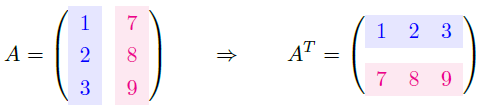 A = ( 1 7 ⇒ A^T = ( 1 2 3
2 8
3 9 ) 7 8 9 )